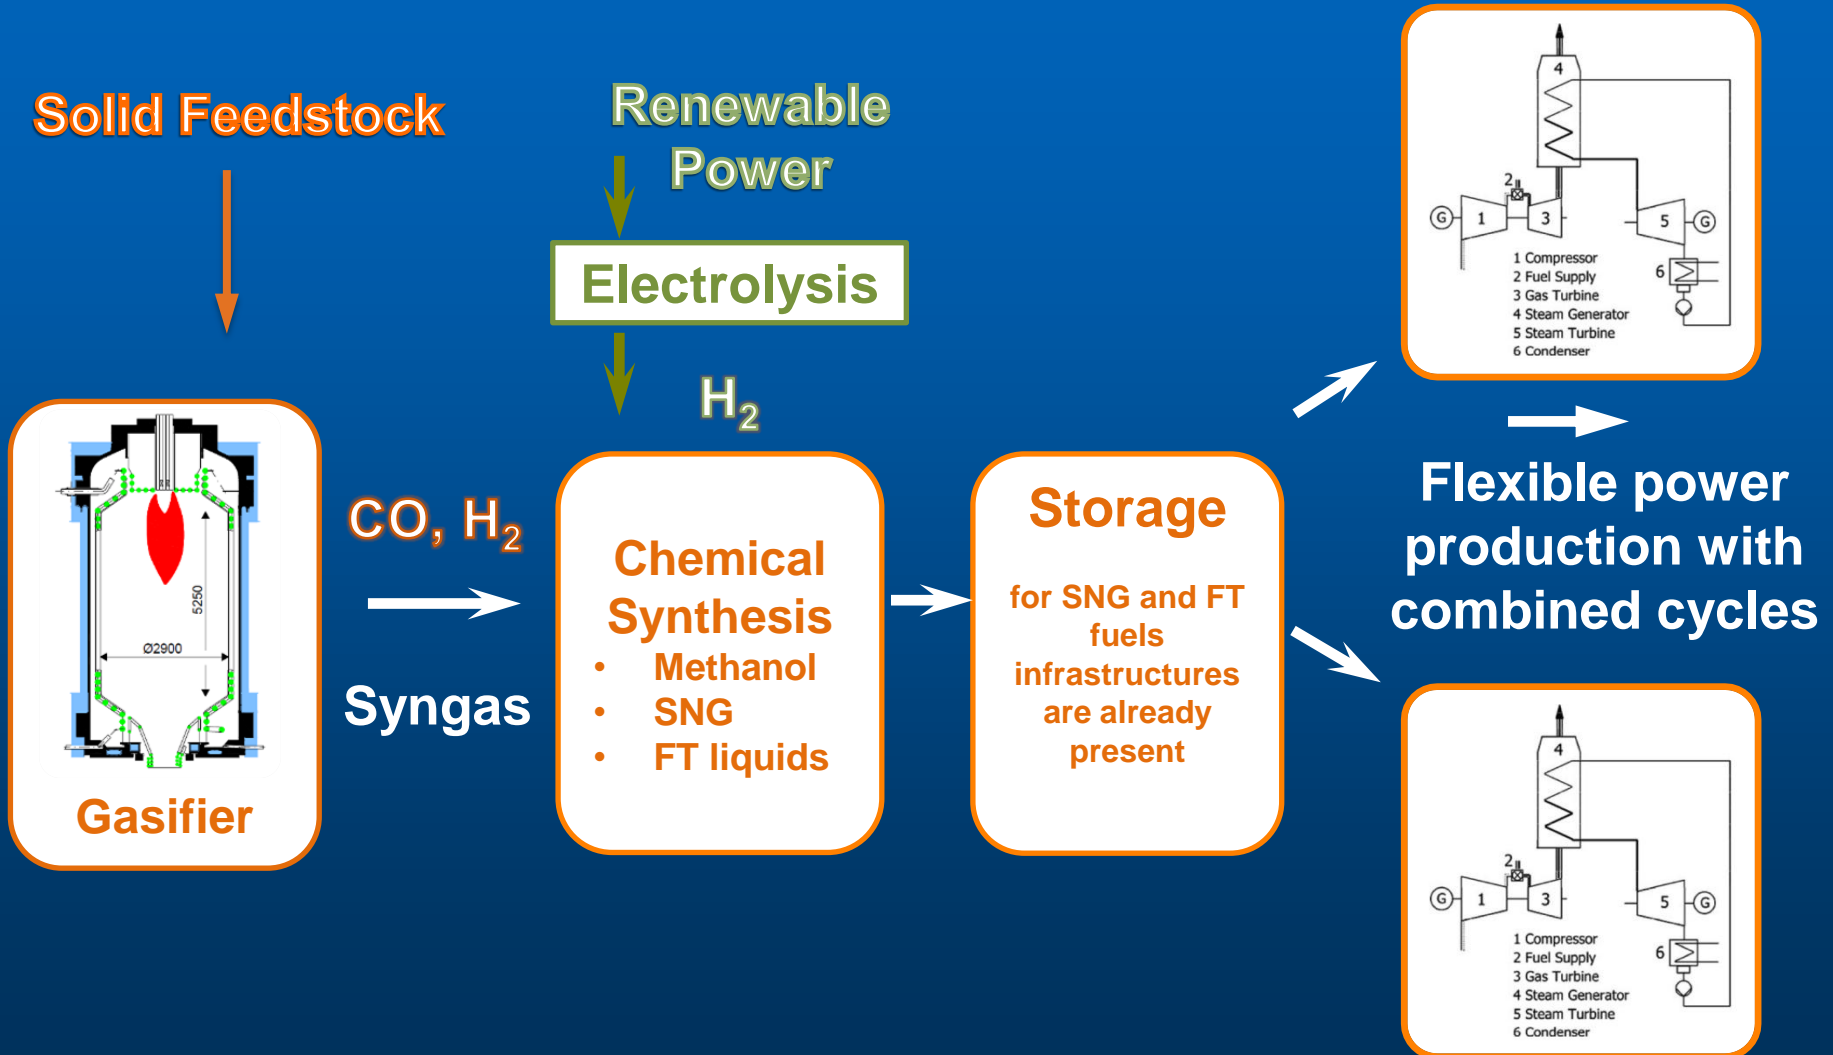 Solid Feedstock
Renewable
Power
Electrolysis
H₂
5250
Ø2900
Gasifier
CO, H₂
Syngas
Chemical
Synthesis
• Methanol
• SNG
• FT liquids
Storage
for SNG and FT
fuels
infrastructures
are already
present
4
2
G
1
3
5
G
6
1 Compressor
2 Fuel Supply
3 Gas Turbine
4 Steam Generator
5 Steam Turbine
6 Condenser
Flexible power
production with
combined cycles
4
2
G
1
3
5
G
6
1 Compressor
2 Fuel Supply
3 Gas Turbine
4 Steam Generator
5 Steam Turbine
6 Condenser